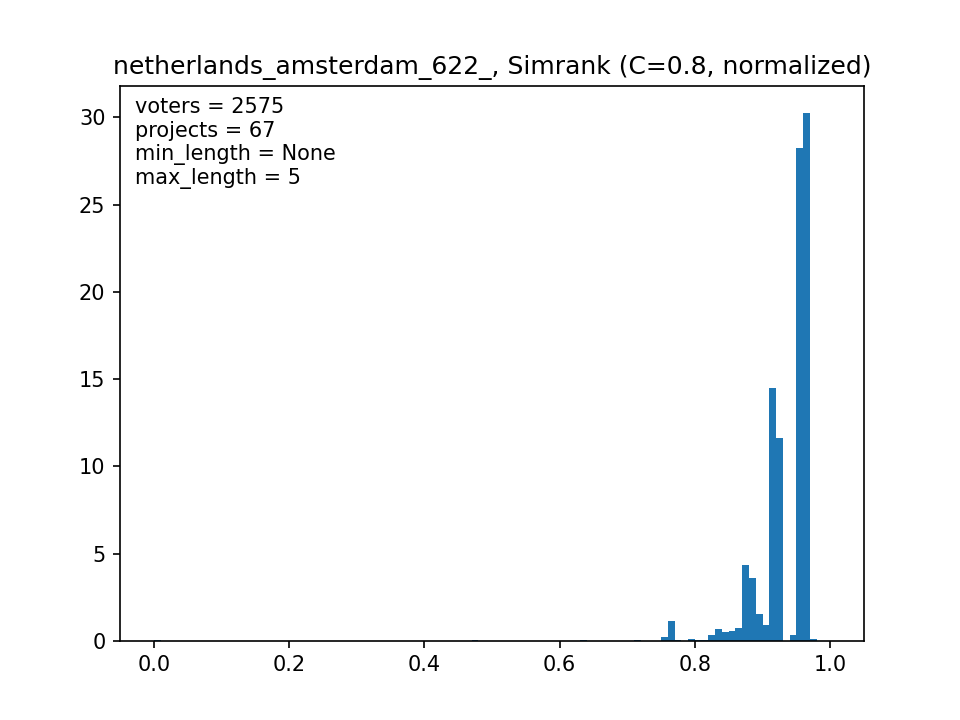 netherlands_amsterdam_622_, Simrank (C=0.8, normalized)
voters = 2575
projects = 67
min_length = None
max_length = 5
30
25
20
15
10
5
0
0.0 0.2 0.4 0.6 0.8 1.0